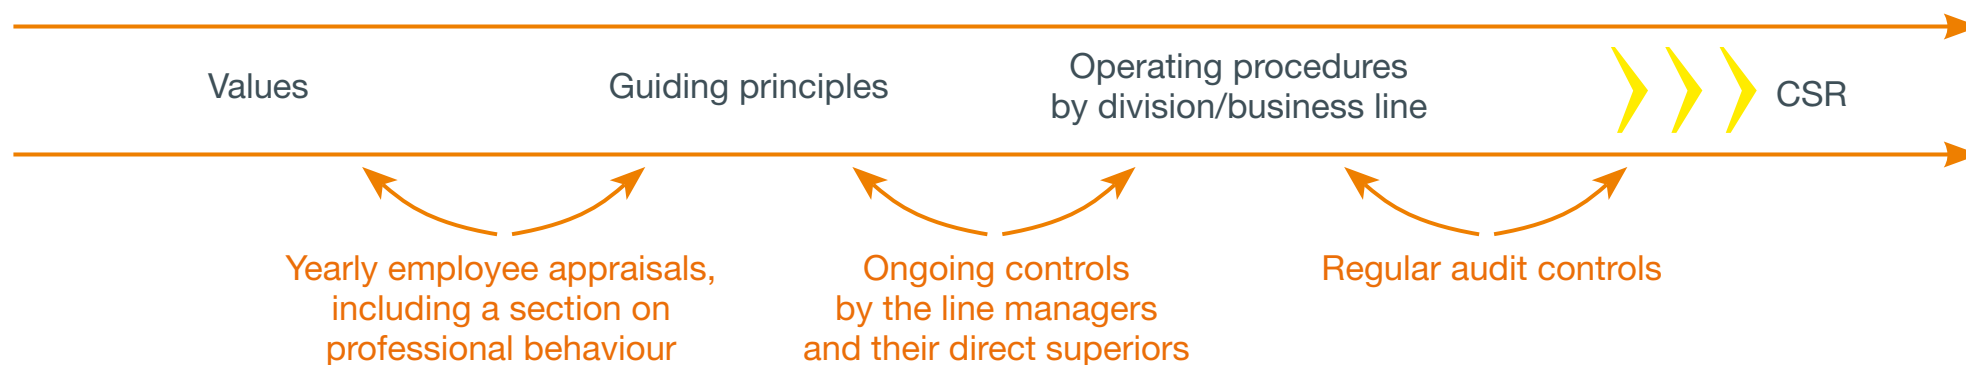 Values
Guiding principles
Operating procedures
by division/business line
CSR
Yearly employee appraisals,
including a section on
professional behaviour
Ongoing controls
by the line managers
and their direct superiors
Regular audit controls